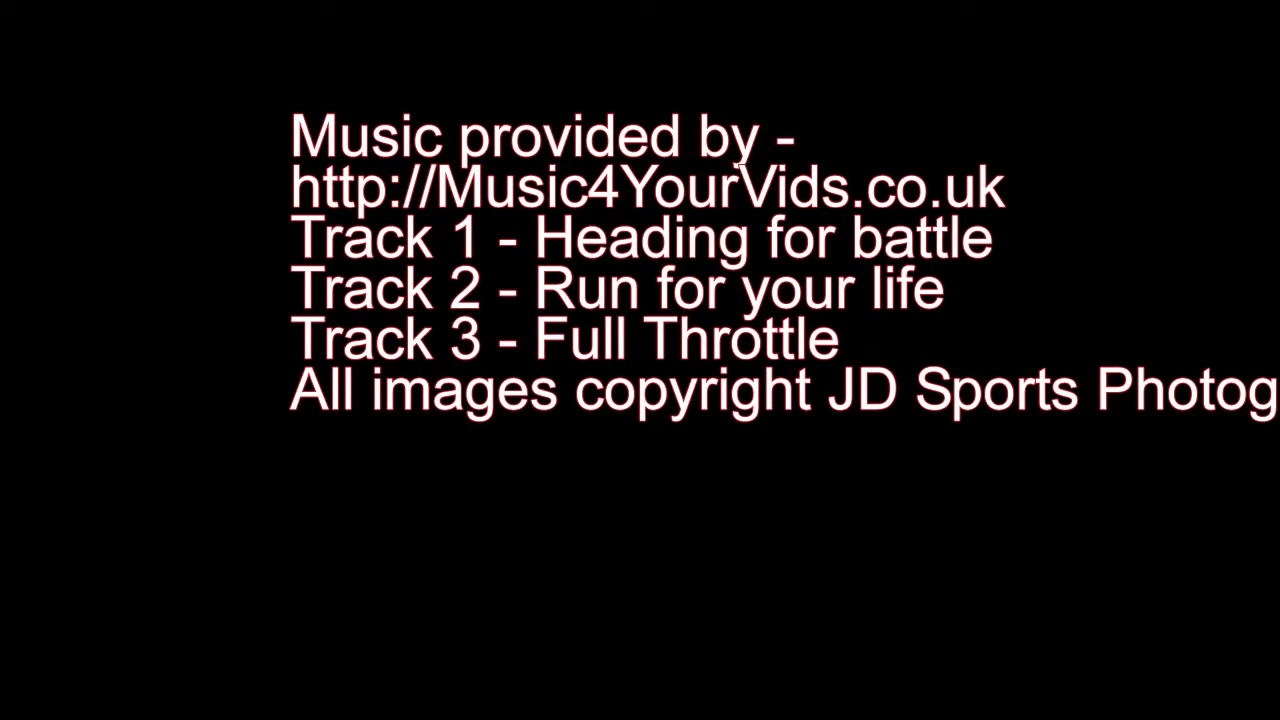 Music provided by -
http://Music4YourVids.co.uk
Track 1 - Heading for battle
Track 2 - Run for your life
Track 3 - Full Throttle
All images copyright JD Sports Photog